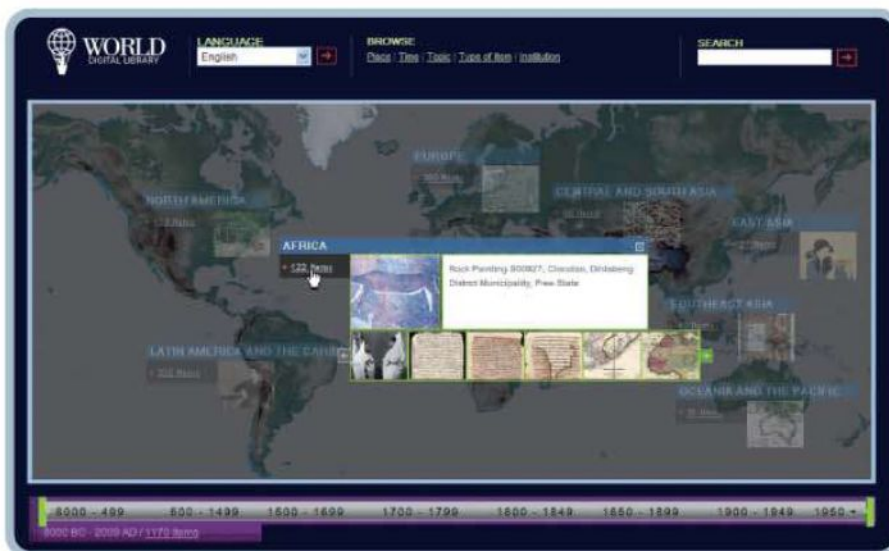 WORLD
DIGITAL LIBRARY
LANGUAGE
English
BROWSE
Place | Time | Topic | Type of Item | Institution
SEARCH
EUROPE
NORTH AMERICA
CENTRAL AND SOUTH ASIA
EAST ASIA
AFRICA
122 Items
Rock Painting S00927, Clarens, Dihlabeng
District Municipality, Free State
SOUTHEAST ASIA
LATIN AMERICA AND THE CARIB
OCEANIA AND THE PACIFIC
8000 - 499 500 - 1499 1500 - 1699 1700 - 1799 1800 - 1849 1850 - 1899 1900 - 1949 1950 +
8000 BC - 2009 AD / 1170 Items